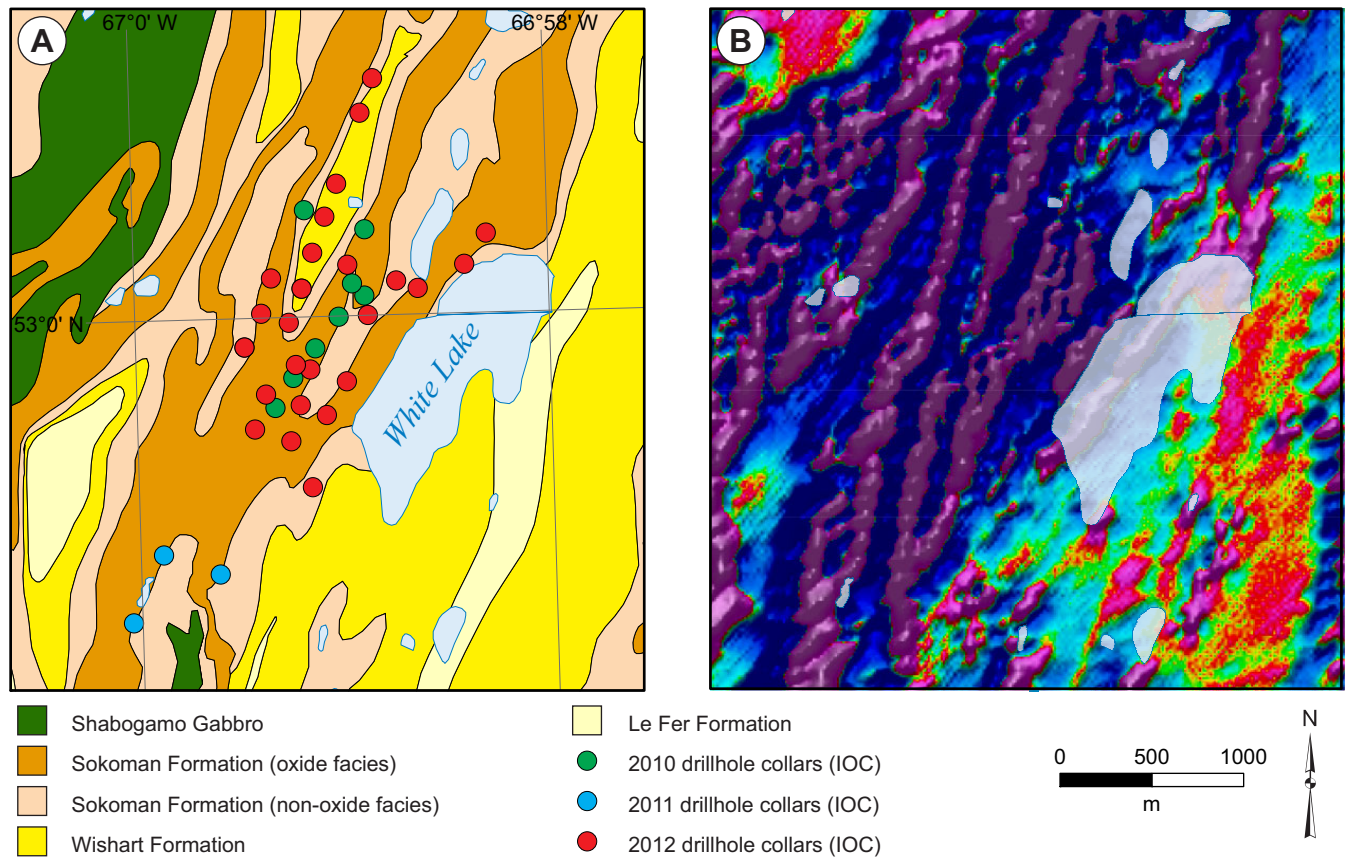 A
67°0' W
66°58' W
B
53°0' N
White Lake
Shabogamo Gabbro
Sokoman Formation (oxide facies)
Sokoman Formation (non-oxide facies)
Wishart Formation
Le Fer Formation
2010 drillhole collars (IOC)
2011 drillhole collars (IOC)
2012 drillhole collars (IOC)
0 500 1000
m
N